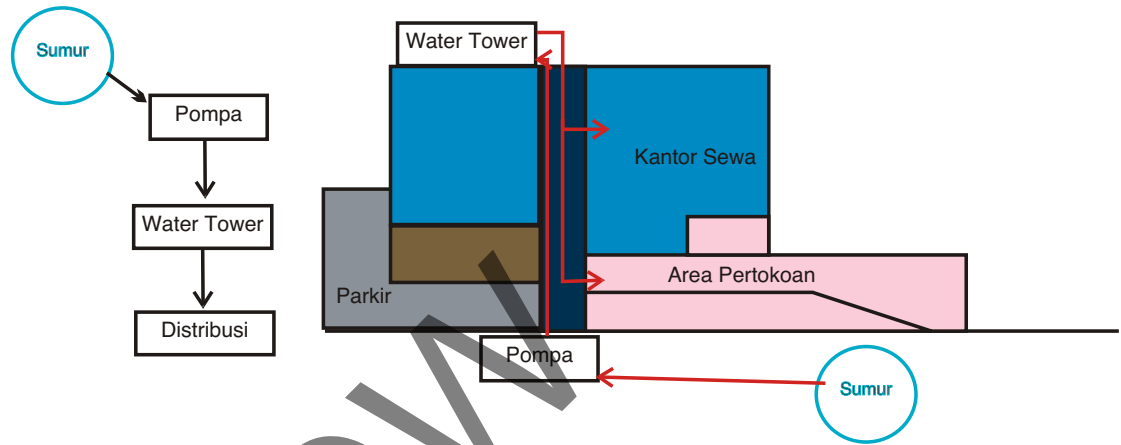 Sumur
Pompa
Water Tower
Distribusi
Water Tower
Kantor Sewa
Area Pertokoan
Parkir
Pompa
Sumur